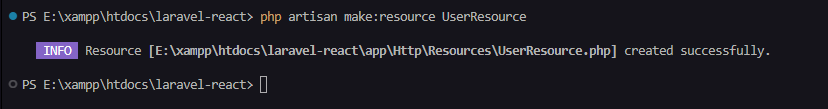 PS E:\xampp\htdocs\laravel-react> php artisan make:resource UserResource
INFO Resource [E:\xampp\htdocs\laravel-react\app\Http\Resources\UserResource.php] created successfully.
PS E:\xampp\htdocs\laravel-react>